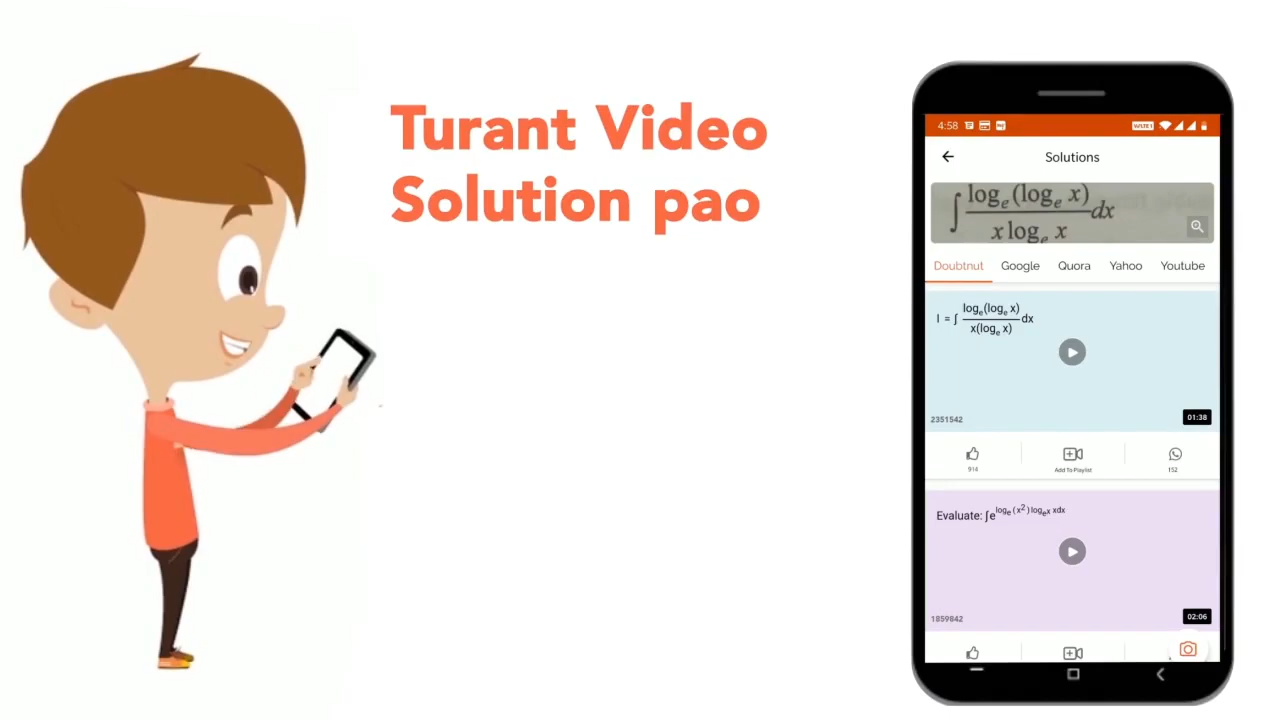 Turant Video
Solution pao
4:58
VoLTE1
Solutions
∫ logₑ(logₑ x) / x logₑ x dx
Doubtnut Google Quora Yahoo Youtube
I = ∫ logₑ(logₑ x) / x(logₑ x) dx
2351542 01:38
914 Add To Playlist 152
Evaluate: ∫e^logₑ(x²)logₑx xdx
1859842 02:06